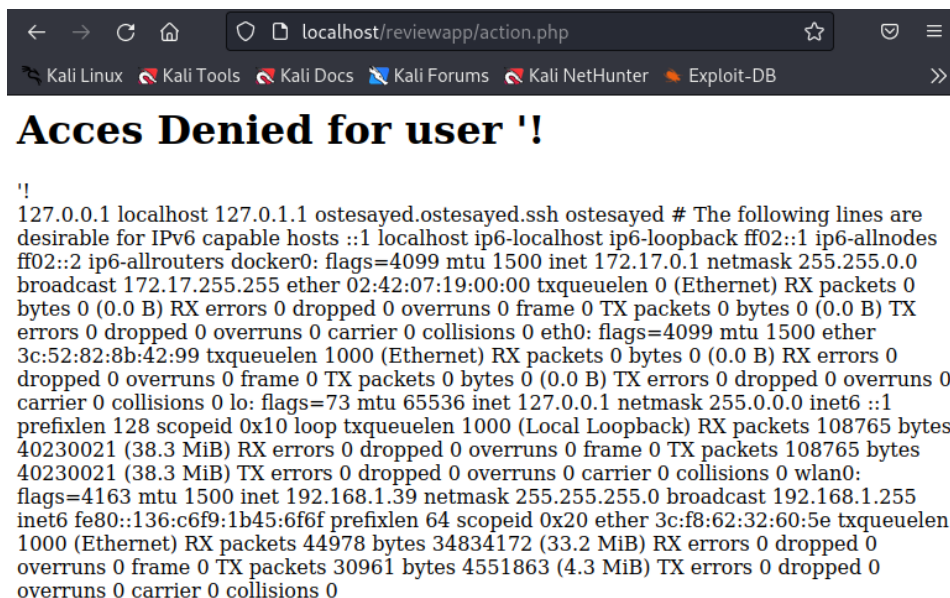 localhost/reviewapp/action.php
Kali Linux Kali Tools Kali Docs Kali Forums Kali NetHunter Exploit-DB
Acces Denied for user '!
'!
127.0.0.1 localhost 127.0.1.1 ostesayed.ostesayed.ssh ostesayed # The following lines are
desirable for IPv6 capable hosts ::1 localhost ip6-localhost ip6-loopback ff02::1 ip6-allnodes
ff02::2 ip6-allrouters docker0: flags=4099 mtu 1500 inet 172.17.0.1 netmask 255.255.0.0
broadcast 172.17.255.255 ether 02:42:07:19:00:00 txqueuelen 0 (Ethernet) RX packets 0
bytes 0 (0.0 B) RX errors 0 dropped 0 overruns 0 frame 0 TX packets 0 bytes 0 (0.0 B) TX
errors 0 dropped 0 overruns 0 carrier 0 collisions 0 eth0: flags=4099 mtu 1500 ether
3c:52:82:8b:42:99 txqueuelen 1000 (Ethernet) RX packets 0 bytes 0 (0.0 B) RX errors 0
dropped 0 overruns 0 frame 0 TX packets 0 bytes 0 (0.0 B) TX errors 0 dropped 0 overruns 0
carrier 0 collisions 0 lo: flags=73 mtu 65536 inet 127.0.0.1 netmask 255.0.0.0 inet6 ::1
prefixlen 128 scopeid 0x10 loop txqueuelen 1000 (Local Loopback) RX packets 108765 bytes
40230021 (38.3 MiB) RX errors 0 dropped 0 overruns 0 frame 0 TX packets 108765 bytes
40230021 (38.3 MiB) TX errors 0 dropped 0 overruns 0 carrier 0 collisions 0 wlan0:
flags=4163 mtu 1500 inet 192.168.1.39 netmask 255.255.255.0 broadcast 192.168.1.255
inet6 fe80::136:c6f9:1b45:6f6f prefixlen 64 scopeid 0x20 ether 3c:f8:62:32:60:5e txqueuelen
1000 (Ethernet) RX packets 44978 bytes 34834172 (33.2 MiB) RX errors 0 dropped 0
overruns 0 frame 0 TX packets 30961 bytes 4551863 (4.3 MiB) TX errors 0 dropped 0
overruns 0 carrier 0 collisions 0